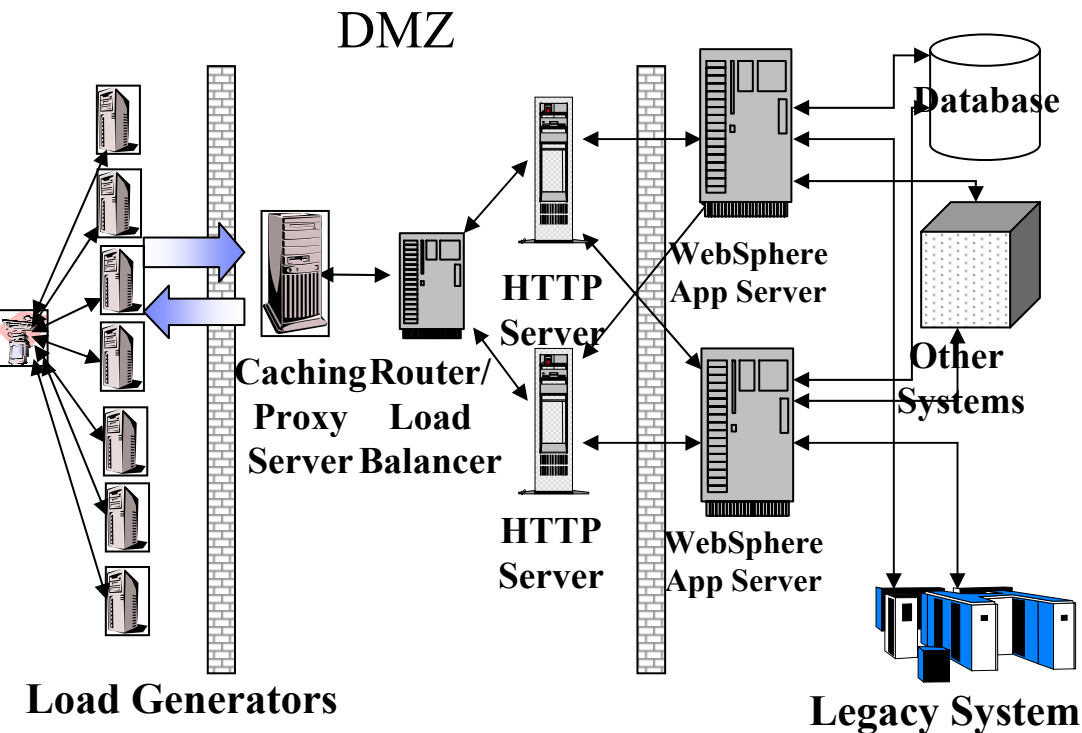 DMZ
Database
WebSphere
App Server
HTTP
Server
Other
Systems
Caching
Proxy
Server
Router/
Load
Balancer
HTTP
Server
WebSphere
App Server
Load Generators
Legacy System